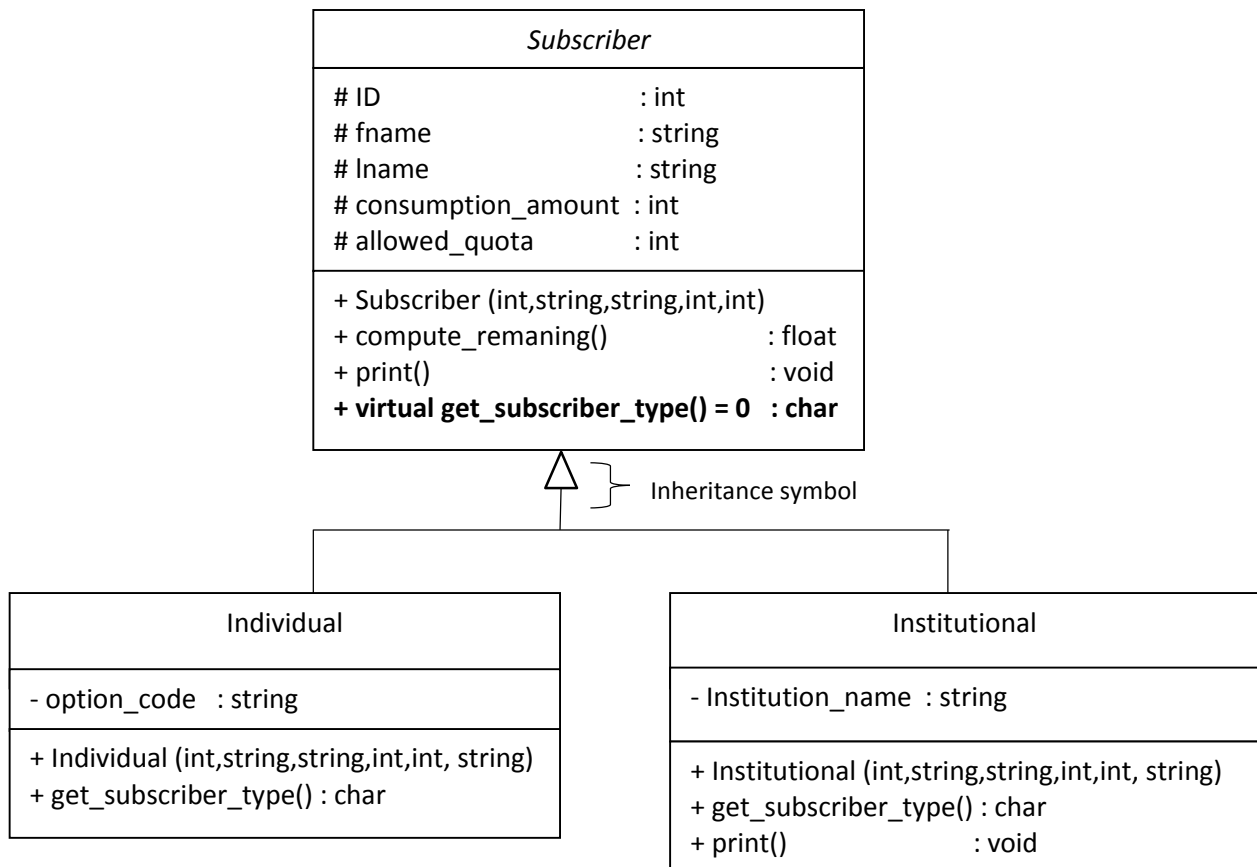 Subscriber
# ID : int
# fname : string
# lname : string
# consumption_amount : int
# allowed_quota : int
+ Subscriber (int,string,string,int,int)
+ compute_remaning() : float
+ print() : void
+ virtual get_subscriber_type() = 0 : char
Inheritance symbol
Individual
- option_code : string
+ Individual (int,string,string,int,int, string)
+ get_subscriber_type() : char
Institutional
- Institution_name : string
+ Institutional (int,string,string,int,int, string)
+ get_subscriber_type() : char
+ print() : void